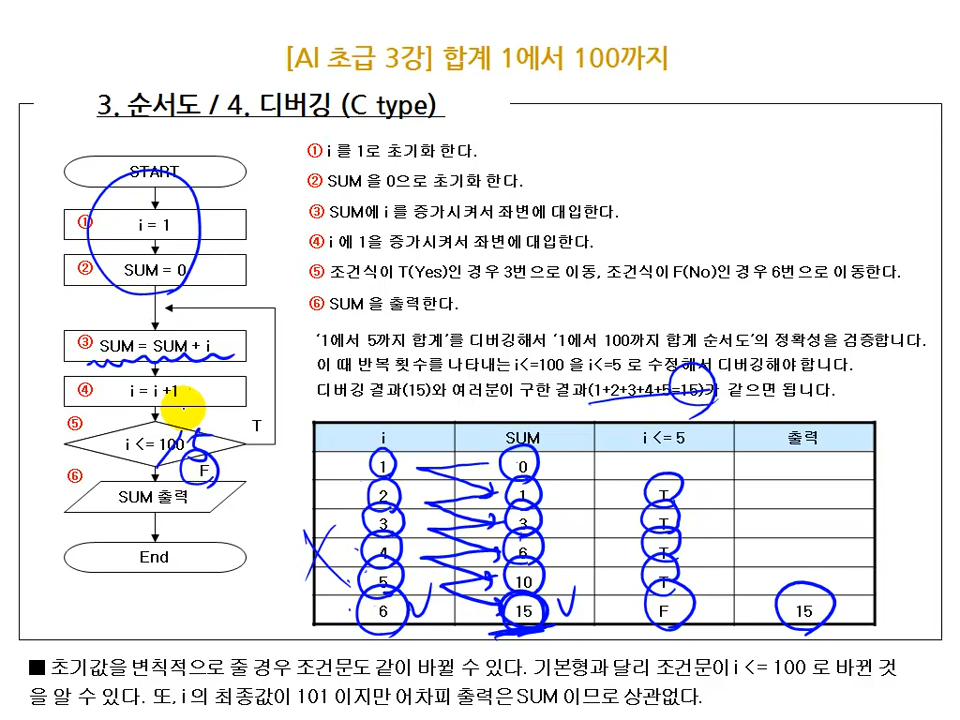 [AI 초급 3강] 합계 1에서 100까지
3. 순서도 / 4. 디버깅 (C type)
START
① i = 1
② SUM = 0
③ SUM = SUM + i
④ i = i +1
⑤ i <= 100 T
5
F
⑥ SUM 출력
End
① i 를 1로 초기화 한다.
② SUM 을 0으로 초기화 한다.
③ SUM에 i 를 증가시켜서 좌변에 대입한다.
④ i 에 1을 증가시켜서 좌변에 대입한다.
⑤ 조건식이 T(Yes)인 경우 3번으로 이동, 조건식이 F(No)인 경우 6번으로 이동한다.
⑥ SUM 을 출력한다.
‘1에서 5까지 합계’를 디버깅해서 ‘1에서 100까지 합계 순서도’의 정확성을 검증합니다.
이 때 반복 횟수를 나타내는 i<=100 을 i<=5 로 수정해서 디버깅해야 합니다.
디버깅 결과(15)와 여러분이 구한 결과(1+2+3+4+5=15)가 같으면 됩니다.
i SUM i <= 5 출력
1 0
2 1 T
3 3 T
4 6 T
5 10 T
6 15 F 15
■ 초기값을 변칙적으로 줄 경우 조건문도 같이 바뀔 수 있다. 기본형과 달리 조건문이 i <= 100 로 바뀐 것
을 알 수 있다. 또, i 의 최종값이 101 이지만 어차피 출력은 SUM 이므로 상관없다.